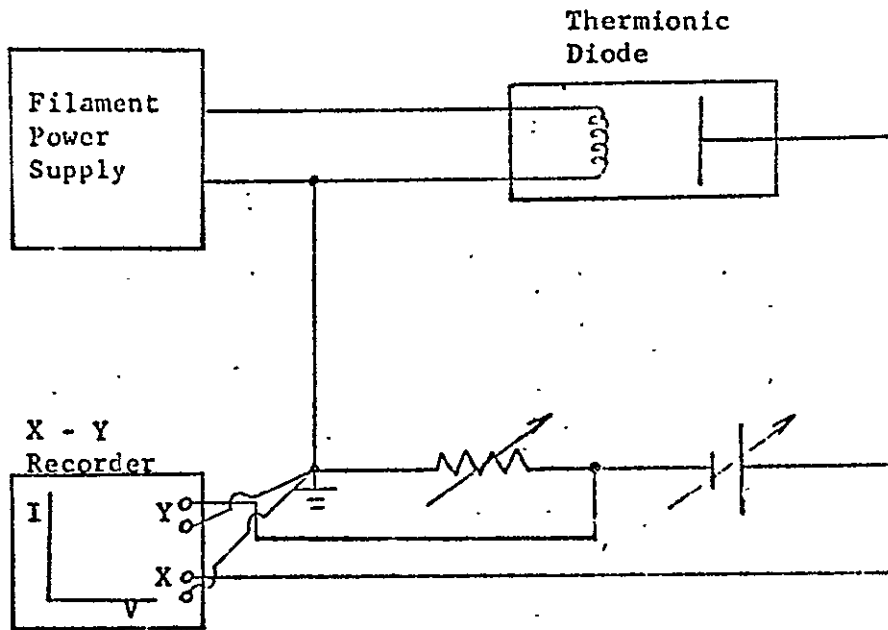 Thermionic
Diode
Filament
Power
Supply
X - Y
Recorder
I
Y
X
V